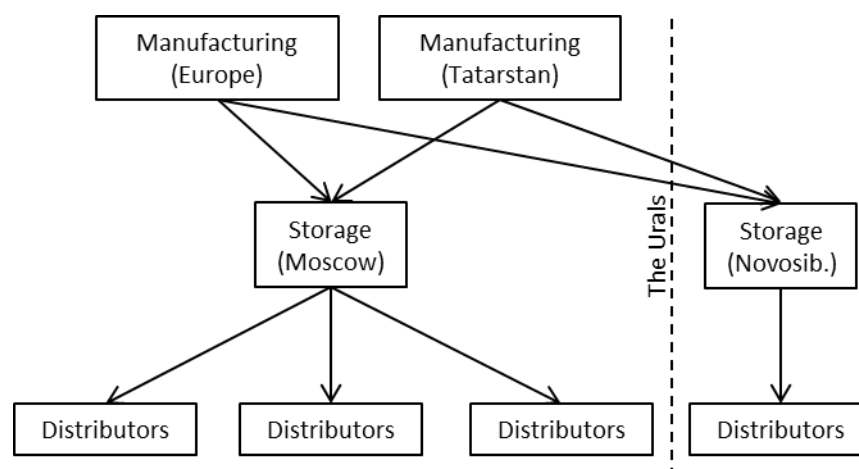 Manufacturing
(Europe)
Manufacturing
(Tatarstan)
Storage
(Moscow)
The Urals
Storage
(Novosib.)
Distributors
Distributors
Distributors
Distributors